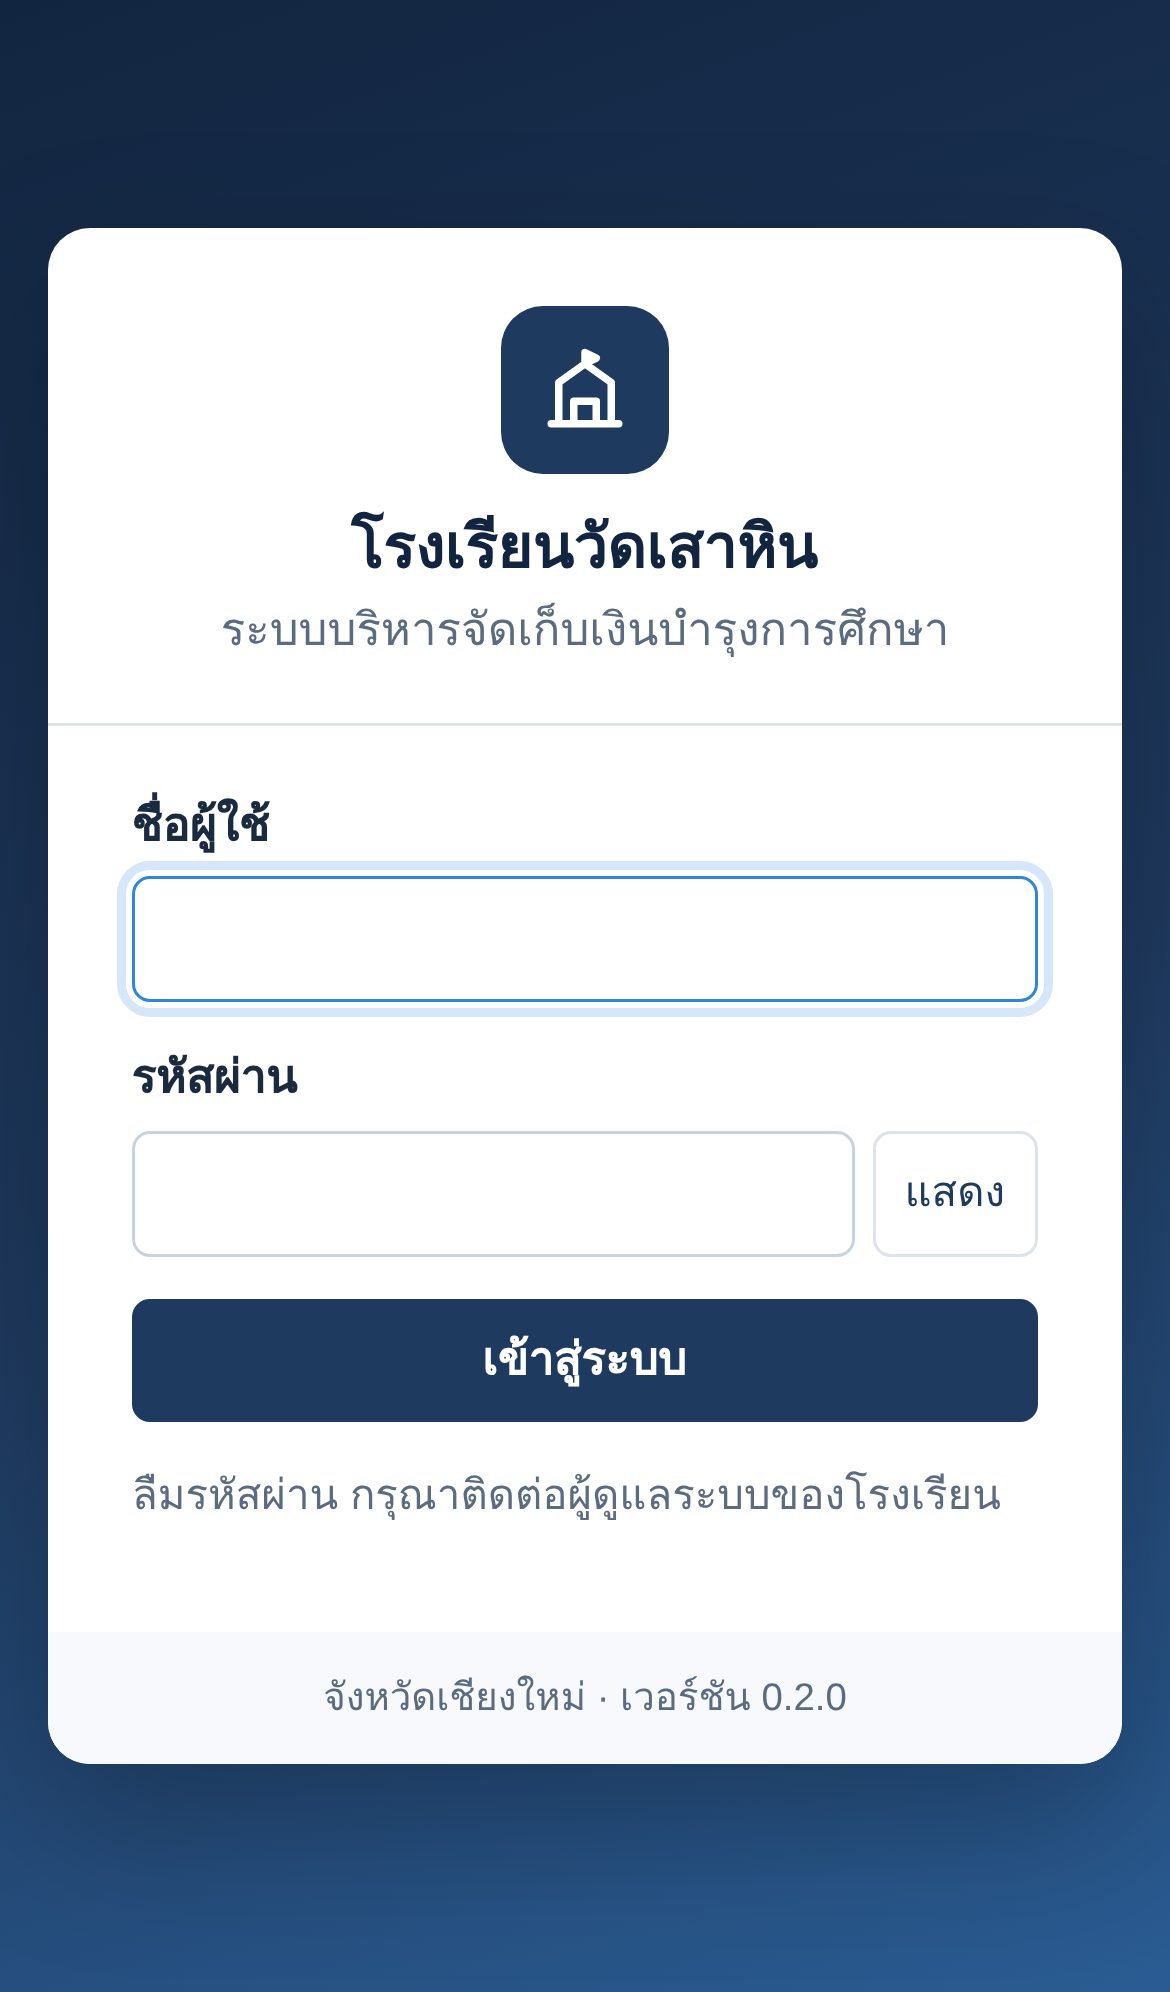 โรงเรียนวัดเสาหิน
ระบบบริหารจัดเก็บเงินบำรุงการศึกษา
ชื่อผู้ใช้
รหัสผ่าน
แสดง
เข้าสู่ระบบ
ลืมรหัสผ่าน กรุณาติดต่อผู้ดูแลระบบของโรงเรียน
จังหวัดเชียงใหม่ · เวอร์ชัน 0.2.0